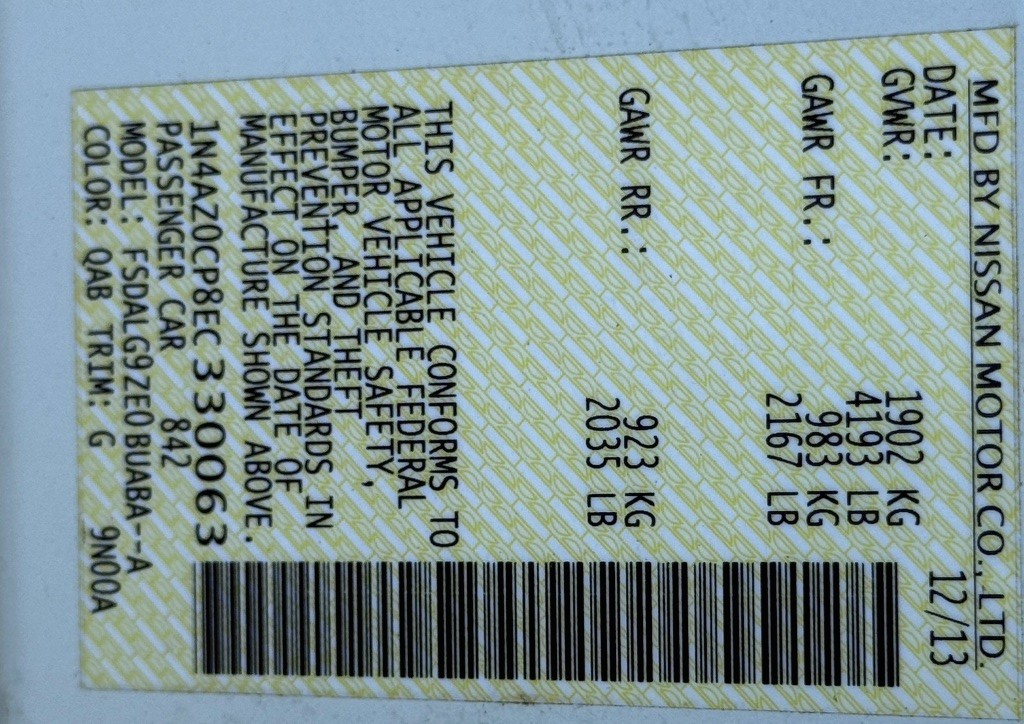 MFD BY NISSAN MOTOR CO., LTD.
DATE: 12/13
GVWR: 1902 KG
4193 LB
GAWR FR.: 983 KG
2167 LB
GAWR RR.: 923 KG
2035 LB
THIS VEHICLE CONFORMS TO
ALL APPLICABLE FEDERAL
MOTOR VEHICLE SAFETY,
BUMPER, AND THEFT
PREVENTION STANDARDS IN
EFFECT ON THE DATE OF
MANUFACTURE SHOWN ABOVE.
1N4AZ0CP8EC330063
PASSENGER CAR 842
MODEL: FSDALG9ZE0BUABA--A
COLOR: QAB TRIM: G 9N00A